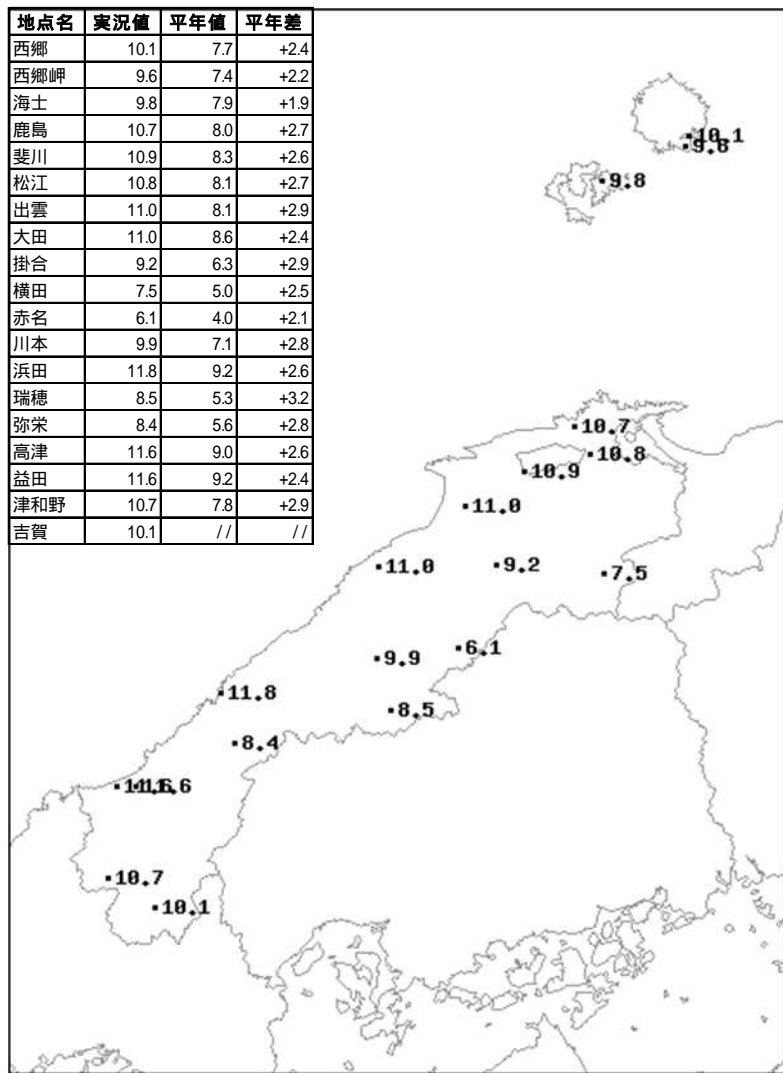 地点名 実況値 平年値 平年差
西郷 10.1 7.7 +2.4
西郷岬 9.6 7.4 +2.2
海士 9.8 7.9 +1.9
鹿島 10.7 8.0 +2.7
斐川 10.9 8.3 +2.6
松江 10.8 8.1 +2.7
出雲 11.0 8.1 +2.9
大田 11.0 8.6 +2.4
掛合 9.2 6.3 +2.9
横田 7.5 5.0 +2.5
赤名 6.1 4.0 +2.1
川本 9.9 7.1 +2.8
浜田 11.8 9.2 +2.6
瑞穂 8.5 5.3 +3.2
弥栄 8.4 5.6 +2.8
高津 11.6 9.0 +2.6
益田 11.6 9.2 +2.4
津和野 10.7 7.8 +2.9
吉賀 10.1 // //
10.1
9.6
9.8
10.7
10.8
10.9
11.0
11.0
9.2
7.5
6.1
9.9
11.8
8.5
8.4
11.6
11.6
10.7
10.1